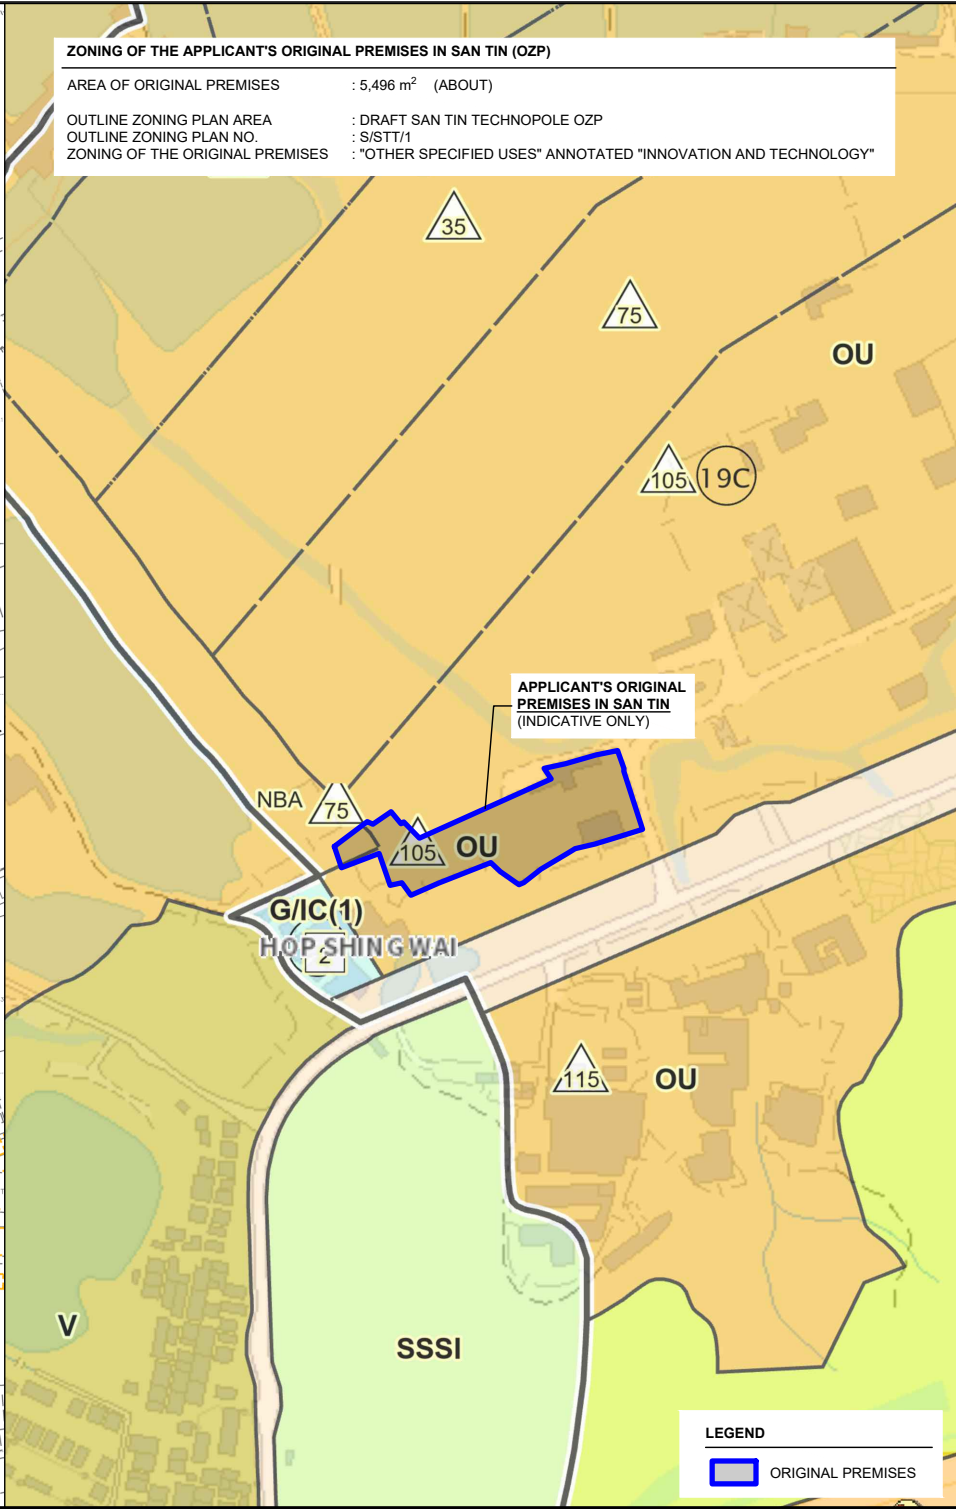 ZONING OF THE APPLICANT'S ORIGINAL PREMISES IN SAN TIN (OZP)
AREA OF ORIGINAL PREMISES : 5,496 m² (ABOUT)
OUTLINE ZONING PLAN AREA : DRAFT SAN TIN TECHNOPOLE OZP
OUTLINE ZONING PLAN NO. : S/STT/1
ZONING OF THE ORIGINAL PREMISES : "OTHER SPECIFIED USES" ANNOTATED "INNOVATION AND TECHNOLOGY"
35
75
OU
105 19C
APPLICANT'S ORIGINAL
PREMISES IN SAN TIN
(INDICATIVE ONLY)
NBA 75
105 OU
G/IC(1)
HOP SHING WAI
2
115 OU
V
SSSI
LEGEND
ORIGINAL PREMISES